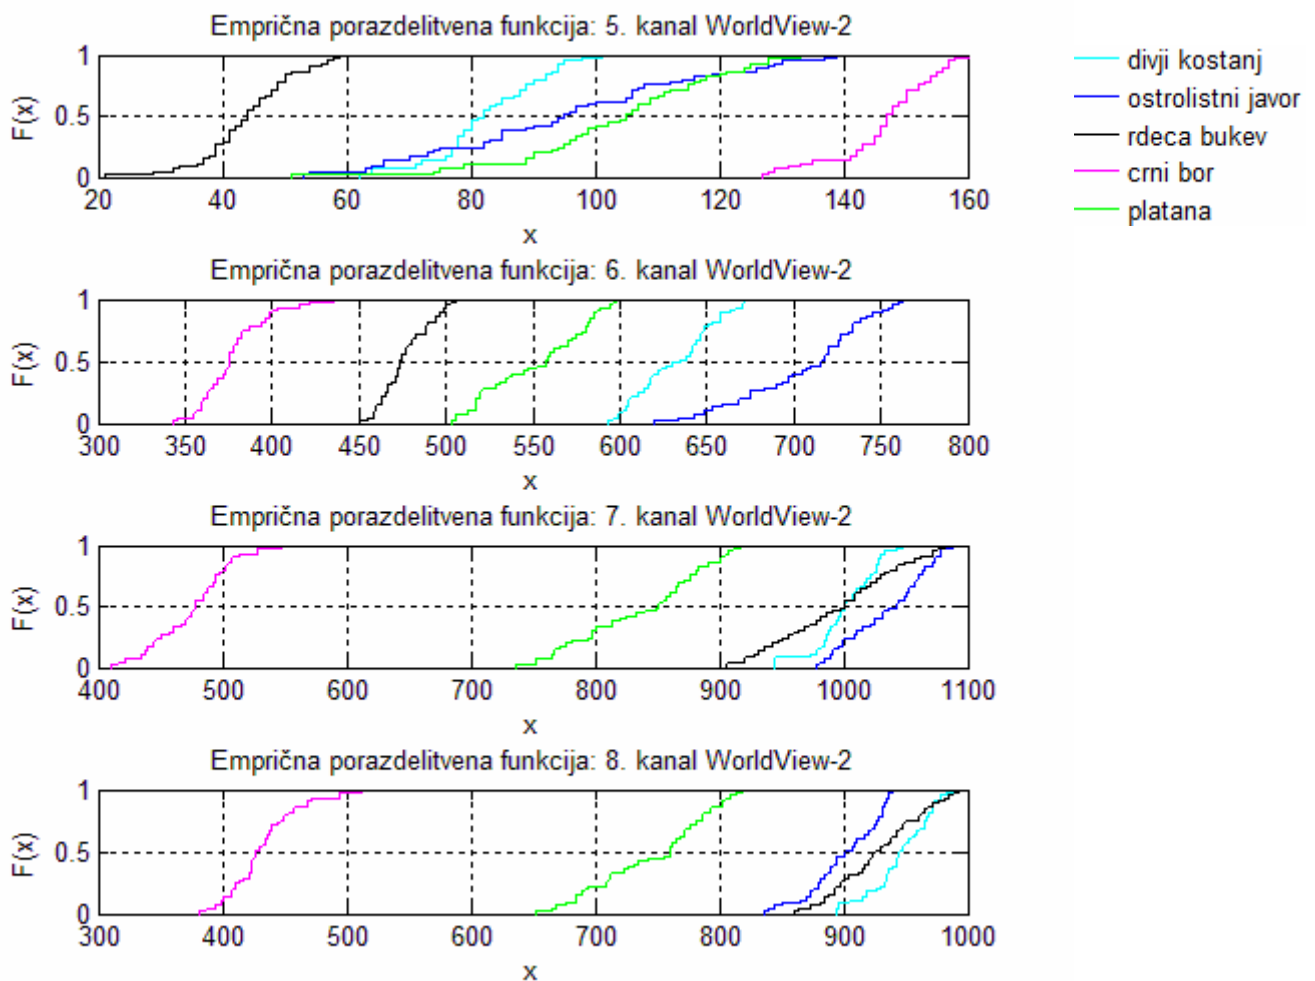 Emprična porazdelitvena funkcija: 5. kanal WorldView-2
1
0.5
0
F(x)
20 40 60 80 100 120 140 160
x
divji kostanj
ostrolistni javor
rdeca bukev
crni bor
platana
Emprična porazdelitvena funkcija: 6. kanal WorldView-2
1
0.5
0
F(x)
300 350 400 450 500 550 600 650 700 750 800
x
Emprična porazdelitvena funkcija: 7. kanal WorldView-2
1
0.5
0
F(x)
400 500 600 700 800 900 1000 1100
x
Emprična porazdelitvena funkcija: 8. kanal WorldView-2
1
0.5
0
F(x)
300 400 500 600 700 800 900 1000
x